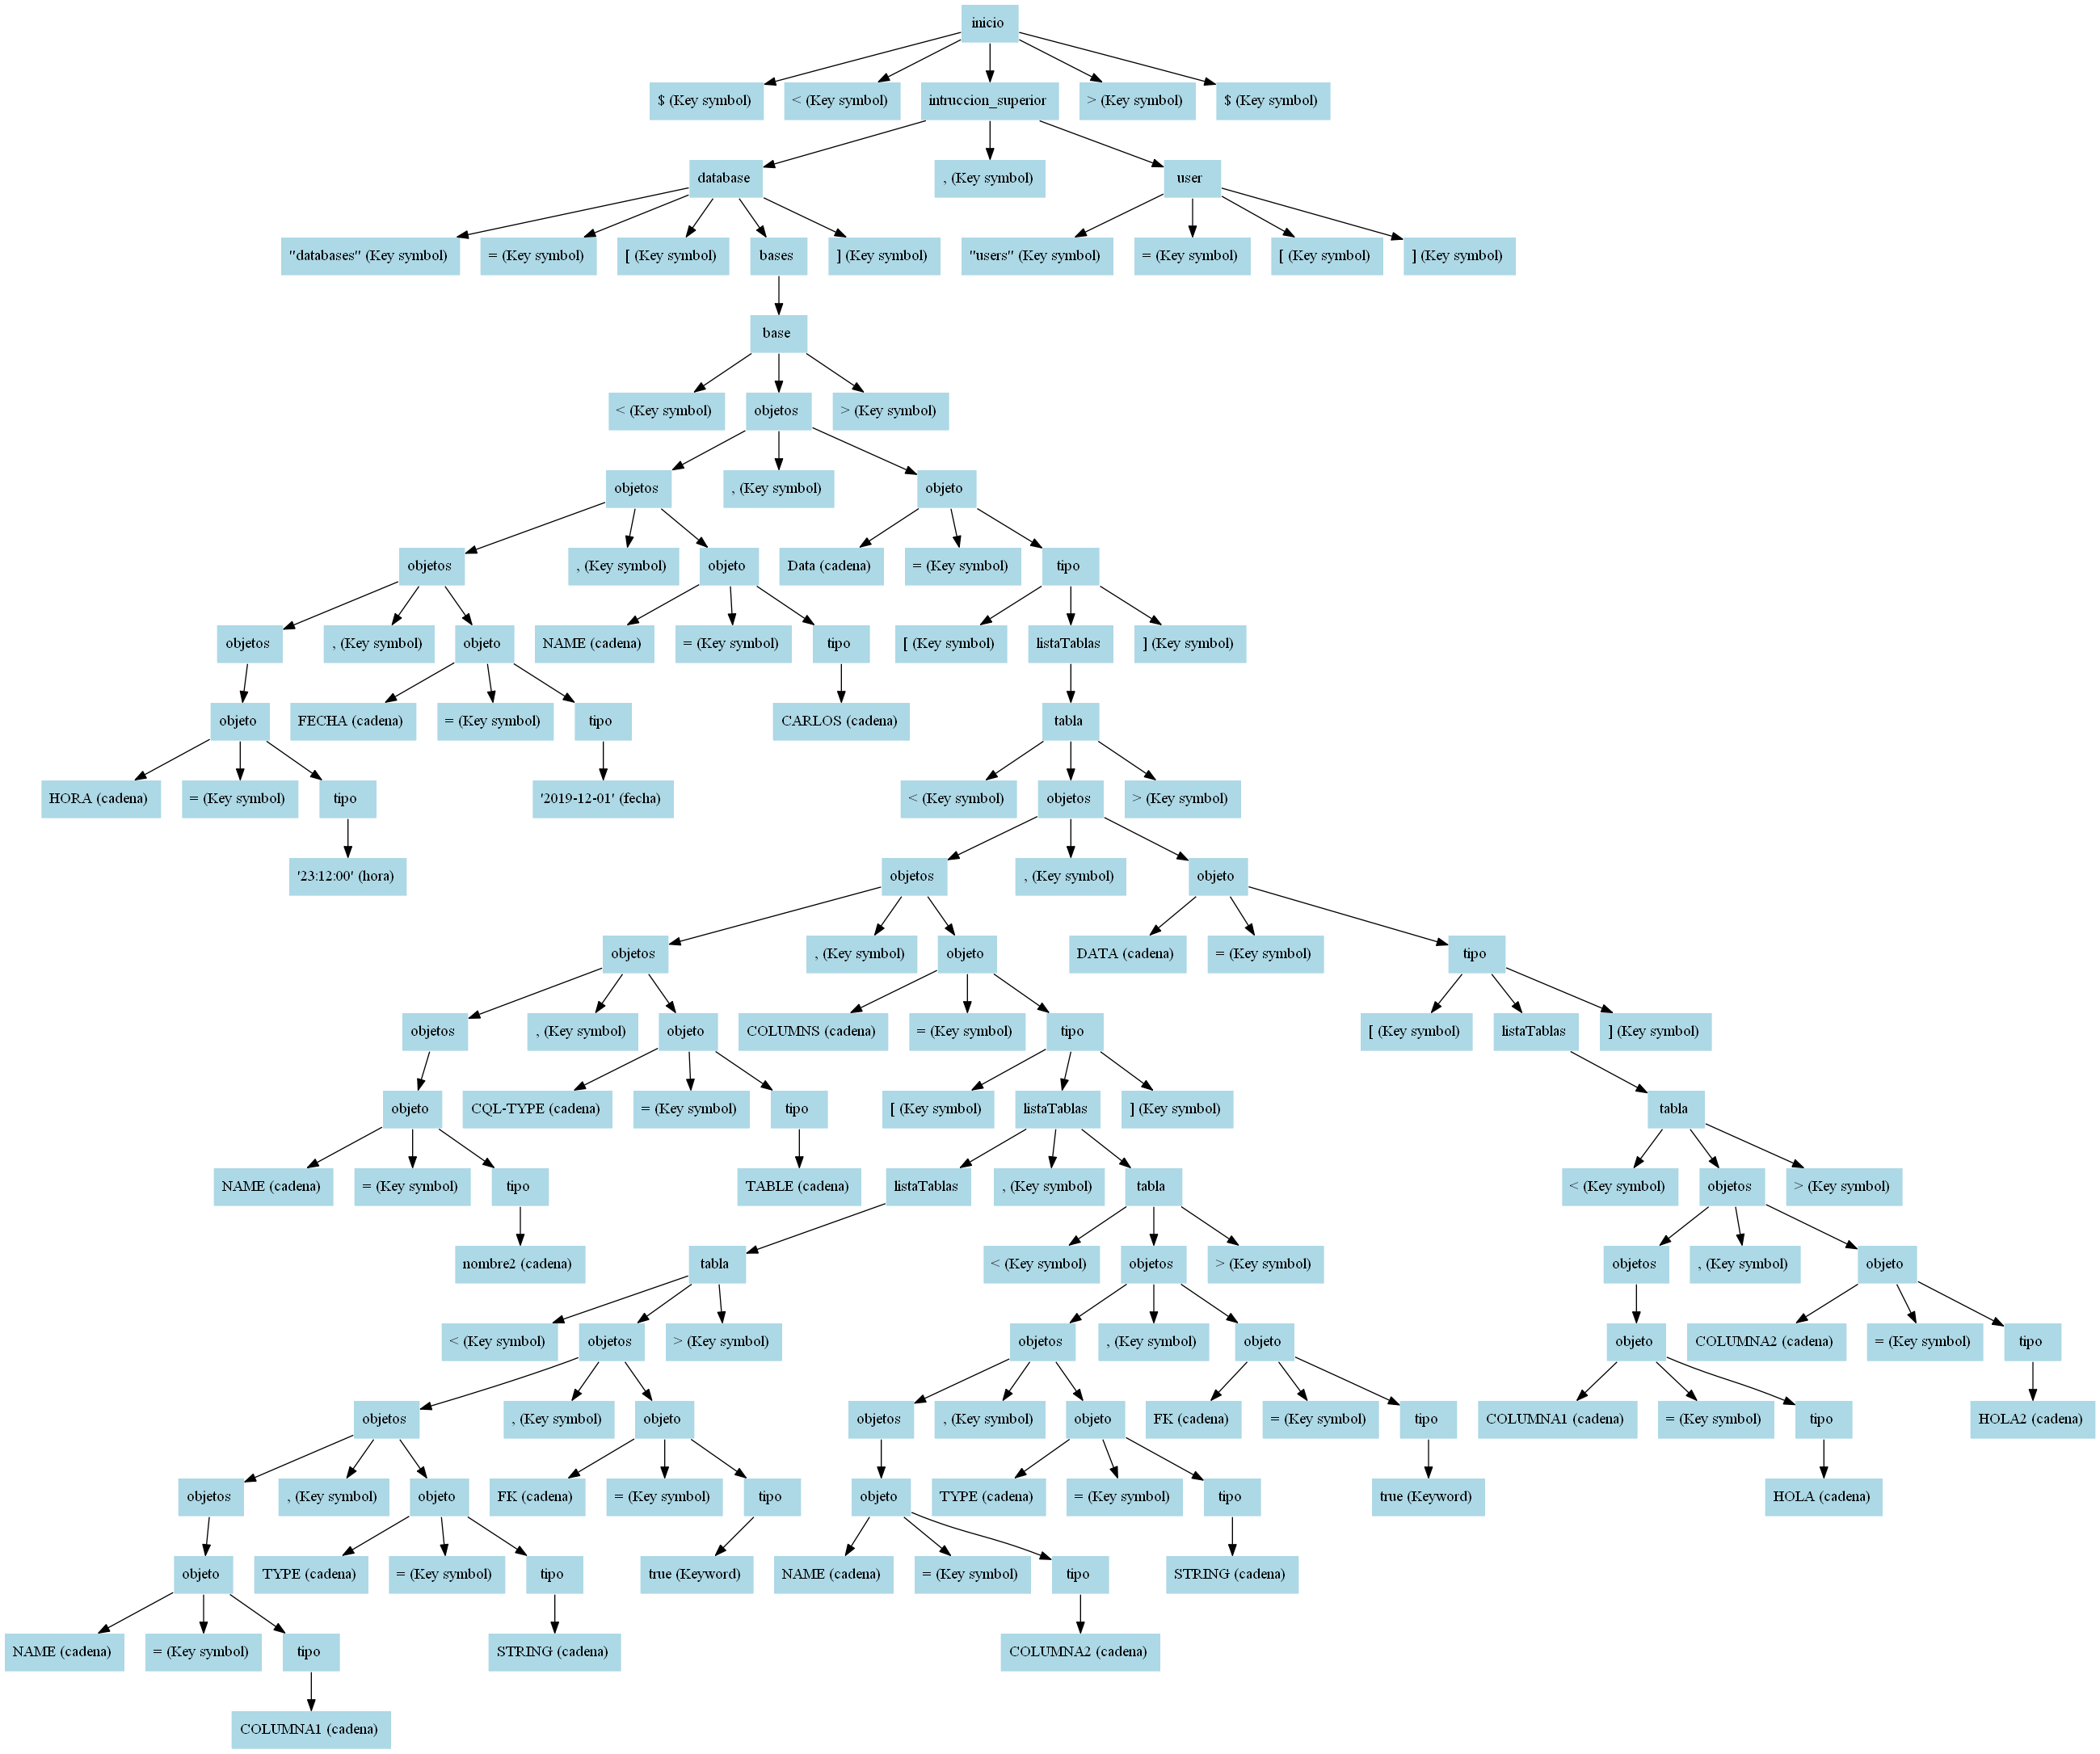 inicio
$ (Key symbol)
< (Key symbol)
intruccion_superior
> (Key symbol)
$ (Key symbol)
database
, (Key symbol)
user
"databases" (Key symbol)
= (Key symbol)
[ (Key symbol)
bases
] (Key symbol)
"users" (Key symbol)
= (Key symbol)
[ (Key symbol)
] (Key symbol)
base
< (Key symbol)
objetos
> (Key symbol)
objetos
, (Key symbol)
objeto
objetos
, (Key symbol)
objeto
Data (cadena)
= (Key symbol)
tipo
objetos
, (Key symbol)
objeto
NAME (cadena)
= (Key symbol)
tipo
[ (Key symbol)
listaTablas
] (Key symbol)
objeto
FECHA (cadena)
= (Key symbol)
tipo
CARLOS (cadena)
tabla
HORA (cadena)
= (Key symbol)
tipo
'2019-12-01' (fecha)
< (Key symbol)
objetos
> (Key symbol)
'23:12:00' (hora)
objetos
, (Key symbol)
objeto
objetos
, (Key symbol)
objeto
DATA (cadena)
= (Key symbol)
tipo
objetos
, (Key symbol)
objeto
COLUMNS (cadena)
= (Key symbol)
tipo
[ (Key symbol)
listaTablas
] (Key symbol)
objeto
CQL-TYPE (cadena)
= (Key symbol)
tipo
[ (Key symbol)
listaTablas
] (Key symbol)
tabla
NAME (cadena)
= (Key symbol)
tipo
TABLE (cadena)
listaTablas
, (Key symbol)
tabla
< (Key symbol)
objetos
> (Key symbol)
nombre2 (cadena)
tabla
< (Key symbol)
objetos
> (Key symbol)
objetos
, (Key symbol)
objeto
< (Key symbol)
objetos
> (Key symbol)
objetos
, (Key symbol)
objeto
objeto
COLUMNA2 (cadena)
= (Key symbol)
tipo
objetos
, (Key symbol)
objeto
objetos
, (Key symbol)
objeto
FK (cadena)
= (Key symbol)
tipo
COLUMNA1 (cadena)
= (Key symbol)
tipo
HOLA2 (cadena)
objetos
, (Key symbol)
objeto
FK (cadena)
= (Key symbol)
tipo
objeto
TYPE (cadena)
= (Key symbol)
tipo
true (Keyword)
HOLA (cadena)
objeto
TYPE (cadena)
= (Key symbol)
tipo
true (Keyword)
NAME (cadena)
= (Key symbol)
tipo
STRING (cadena)
NAME (cadena)
= (Key symbol)
tipo
STRING (cadena)
COLUMNA2 (cadena)
COLUMNA1 (cadena)